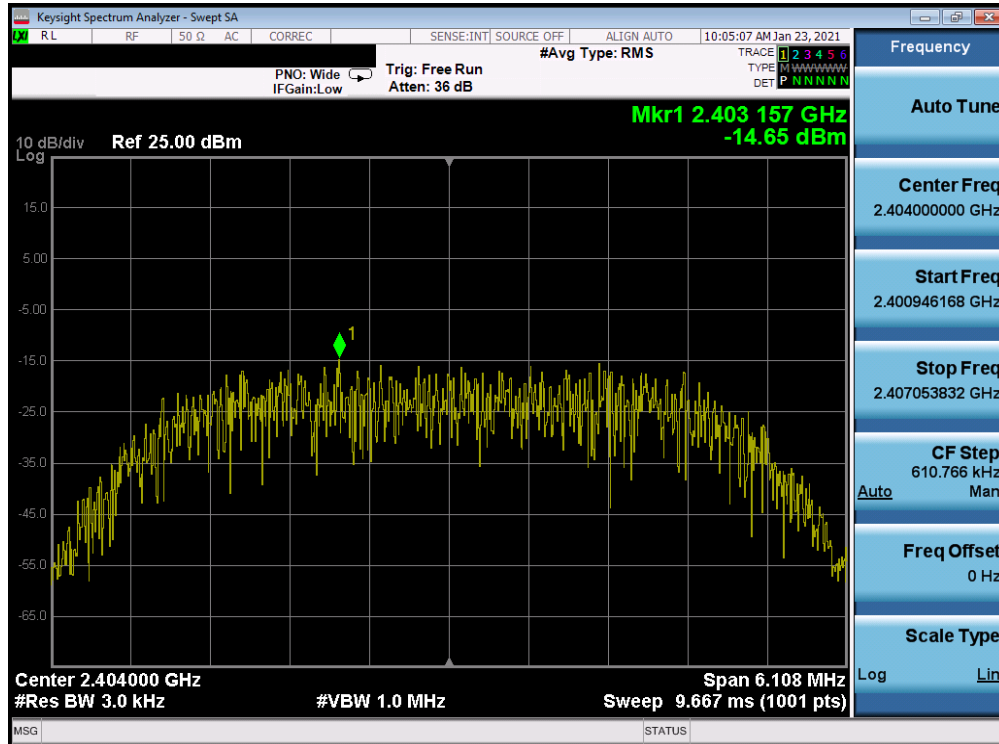 Keysight Spectrum Analyzer - Swept SA
LXI RL RF 50 Ω AC CORREC SENSE:INT SOURCE OFF ALIGN AUTO 10:05:07 AM Jan 23, 2021
#Avg Type: RMS
TRACE 1 2 3 4 5 6
PNO: Wide Trig: Free Run TYPE M W W W W W
IFGain:Low Atten: 36 dB DET P N N N N N
Mkr1 2.403 157 GHz
-14.65 dBm
10 dB/div Ref 25.00 dBm
Log
15.0
5.00
-5.00
1
-15.0
-25.0
-35.0
-45.0
-55.0
-65.0
Center 2.404000 GHz Span 6.108 MHz
#Res BW 3.0 kHz #VBW 1.0 MHz Sweep 9.667 ms (1001 pts)
MSG STATUS
Frequency
Auto Tune
Center Freq
2.404000000 GHz
Start Freq
2.400946168 GHz
Stop Freq
2.407053832 GHz
CF Step
610.766 kHz
Auto Man
Freq Offset
0 Hz
Scale Type
Log Lin